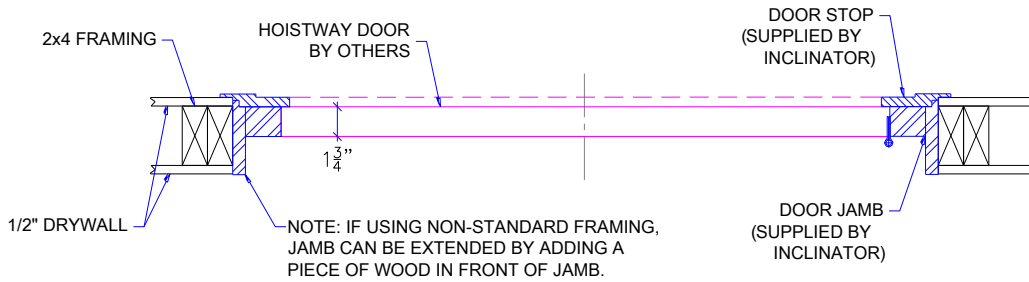 2x4 FRAMING
HOISTWAY DOOR
BY OTHERS
DOOR STOP
(SUPPLIED BY
INCLINATOR)
1 3/4”
1/2" DRYWALL
NOTE: IF USING NON-STANDARD FRAMING,
JAMB CAN BE EXTENDED BY ADDING A
PIECE OF WOOD IN FRONT OF JAMB.
DOOR JAMB
(SUPPLIED BY
INCLINATOR)